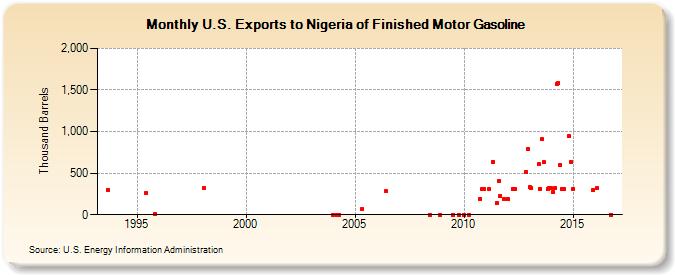 Monthly U.S. Exports to Nigeria of Finished Motor Gasoline
Thousand Barrels
2,000
1,500
1,000
500
0
1995 2000 2005 2010 2015
Source: U.S. Energy Information Administration